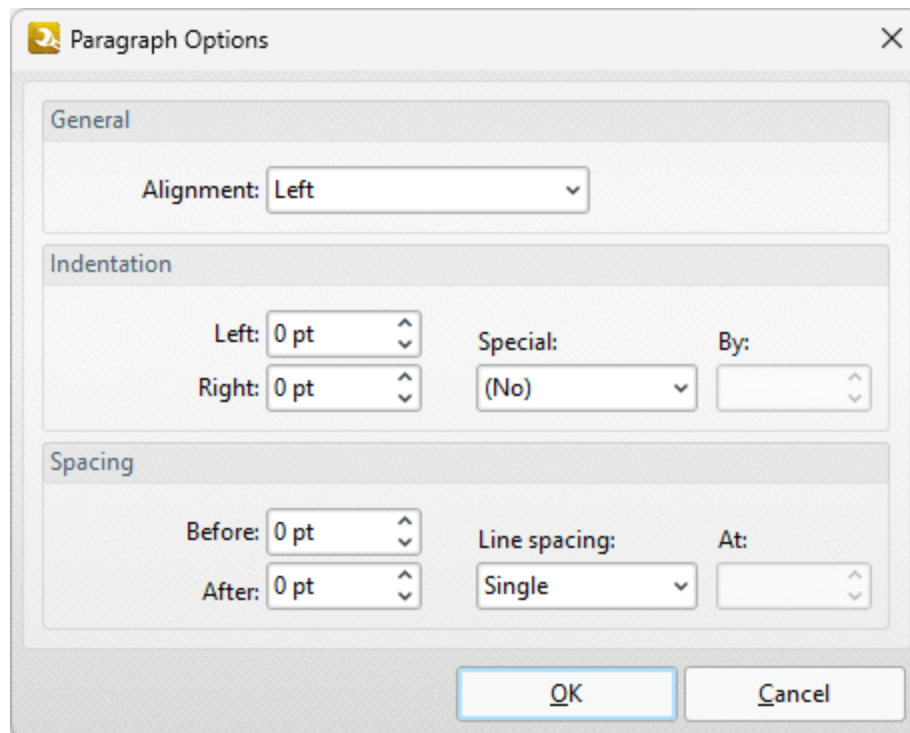 Paragraph Options
General
Alignment: Left
Indentation
Left: 0 pt
Special: By:
Right: 0 pt (No)
Spacing
Before: 0 pt
Line spacing: At:
After: 0 pt Single
OK Cancel